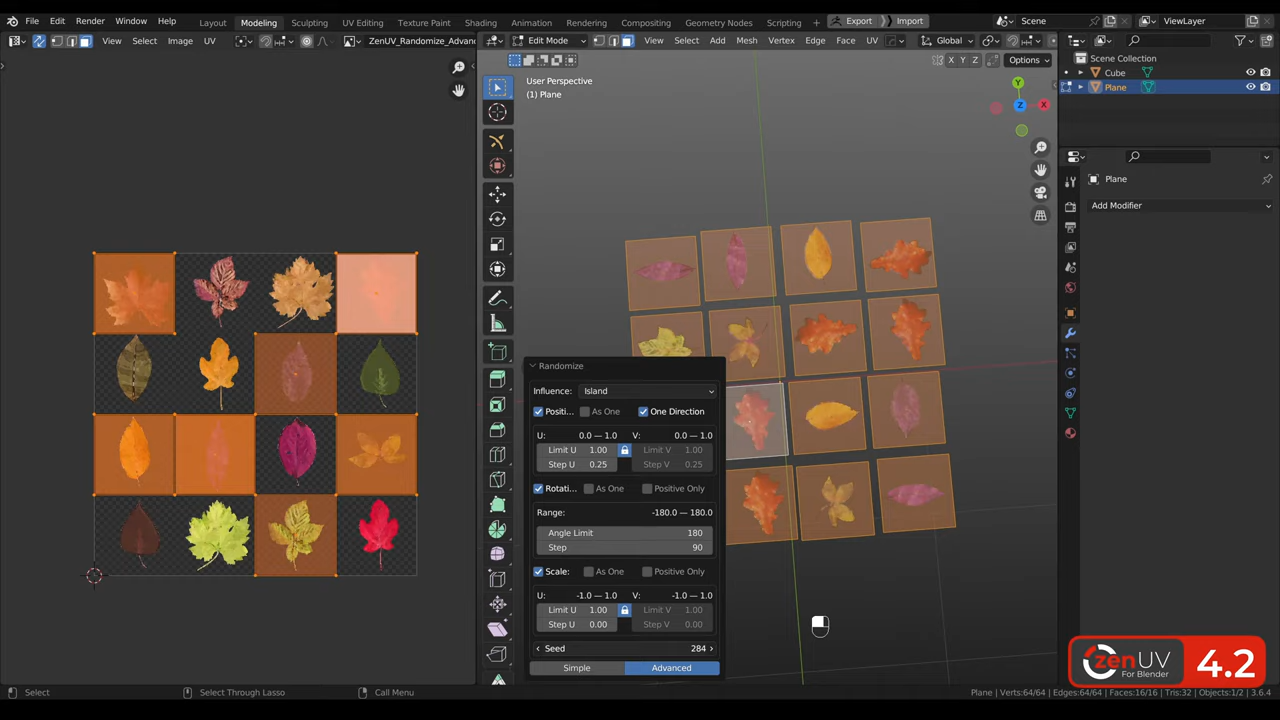 File Edit Render Window Help Layout Modeling Sculpting UV Editing Texture Paint Shading Animation Rendering Compositing Geometry Nodes Scripting + Export Import Scene ViewLayer
View Select Image UV ZenUV_Randomize_Advan Edit Mode View Select Add Mesh Vertex Edge Face UV Global
X Y Z Options
User Perspective
(1) Plane
Y
Z X
Scene Collection
Cube
Plane
Plane
Add Modifier
Randomize
Influence: Island
Positi... As One One Direction
U: 0.0 — 1.0 V: 0.0 — 1.0
Limit U 1.00 Limit V 1.00
Step U 0.25 Step V 0.25
Rotati... As One Positive Only
Range: -180.0 — 180.0
Angle Limit 180
Step 90
Scale: As One Positive Only
U: -1.0 — 1.0 V: -1.0 — 1.0
Limit U 1.00 Limit V 1.00
Step U 0.00 Step V 0.00
Seed 284
Simple Advanced
zen UV For Blender 4.2
Select Select Through Lasso Call Menu Plane | Verts:64/64 | Edges:64/64 | Faces:16/16 | Tris:32 | Objects:1/2 | 3.6.4